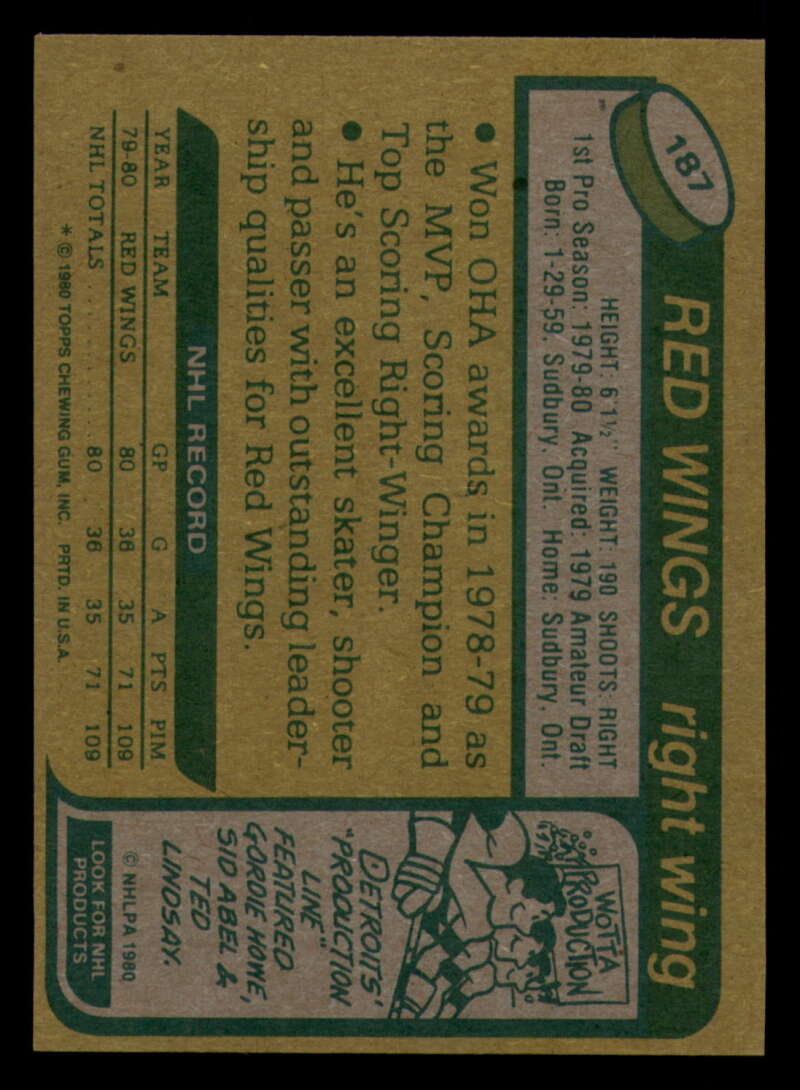 187
RED WINGS right wing
HEIGHT: 6'1½" WEIGHT: 190 SHOOTS: RIGHT
1st Pro Season: 1979-80 Acquired: 1979 Amateur Draft
Born: 1-29-59, Sudbury, Ont. Home: Sudbury, Ont.
• Won OHA awards in 1978-79 as
the MVP, Scoring Champion and
Top Scoring Right-Winger.
• He's an excellent skater, shooter
and passer with outstanding leader-
ship qualities for Red Wings.
NHL RECORD
YEAR TEAM GP G A PTS PIM
79-80 RED WINGS 80 36 35 71 109
NHL TOTALS 80 36 35 71 109
* © 1980 TOPPS CHEWING GUM, INC. PRTD. IN U.S.A.
WOTTA
PRODUCTION
DETROITS'
"PRODUCTION
LINE"
FEATURED
GORDIE HOWE,
SID ABEL &
TED
LINDSAY.
© NHLPA 1980
LOOK FOR NHL
PRODUCTS